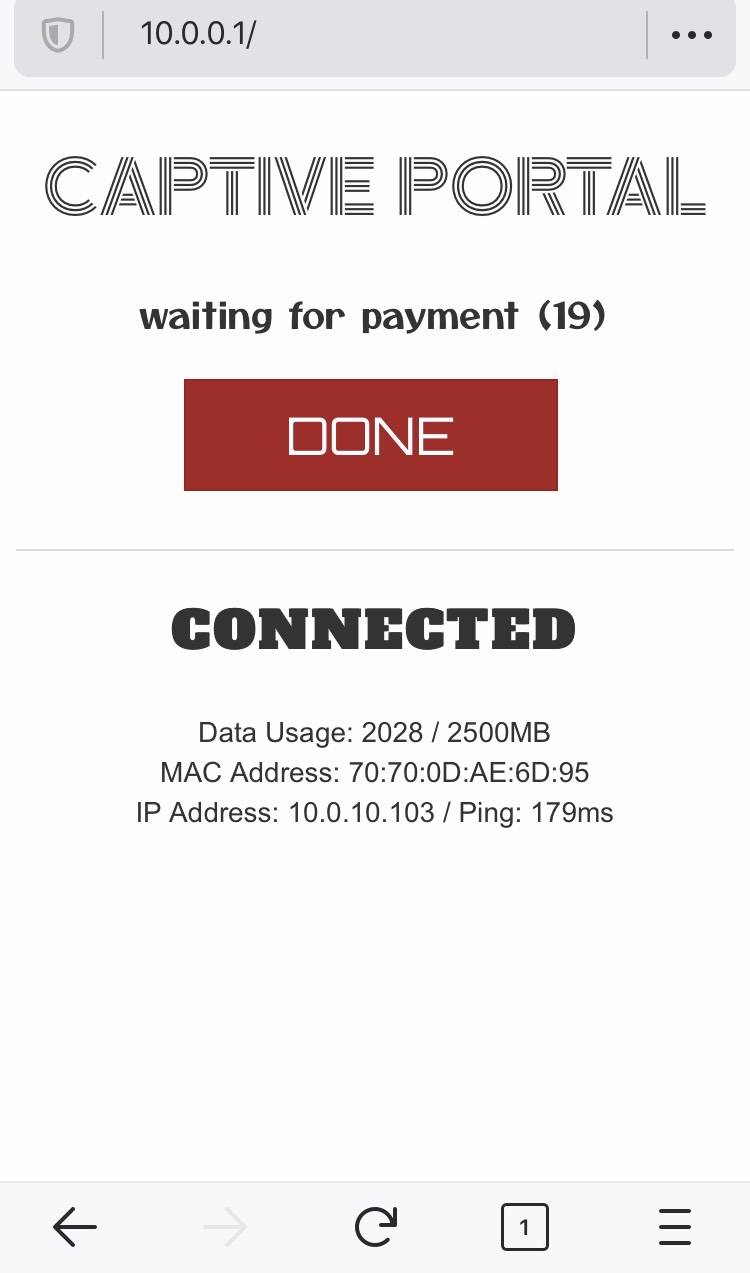 10.0.0.1/
CAPTIVE PORTAL
waiting for payment (19)
DONE
CONNECTED
Data Usage: 2028 / 2500MB
MAC Address: 70:70:0D:AE:6D:95
IP Address: 10.0.10.103 / Ping: 179ms
1